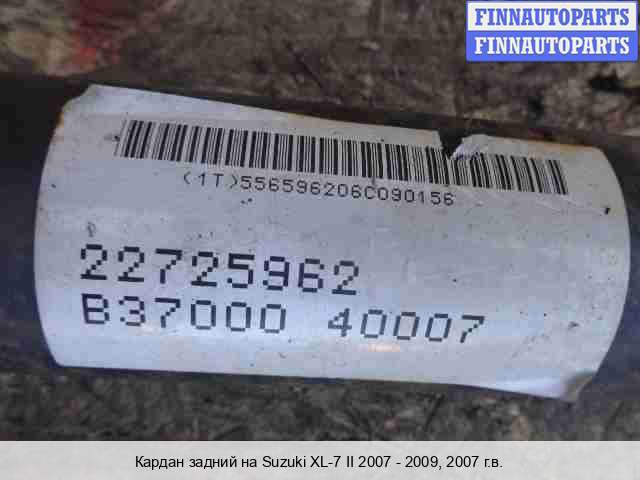 FINNAUTOPARTS
FINNAUTOPARTS
(1T)556596206C090156
22725962
B37000 40007
Кардан задний на Suzuki XL-7 II 2007 - 2009, 2007 г.в.